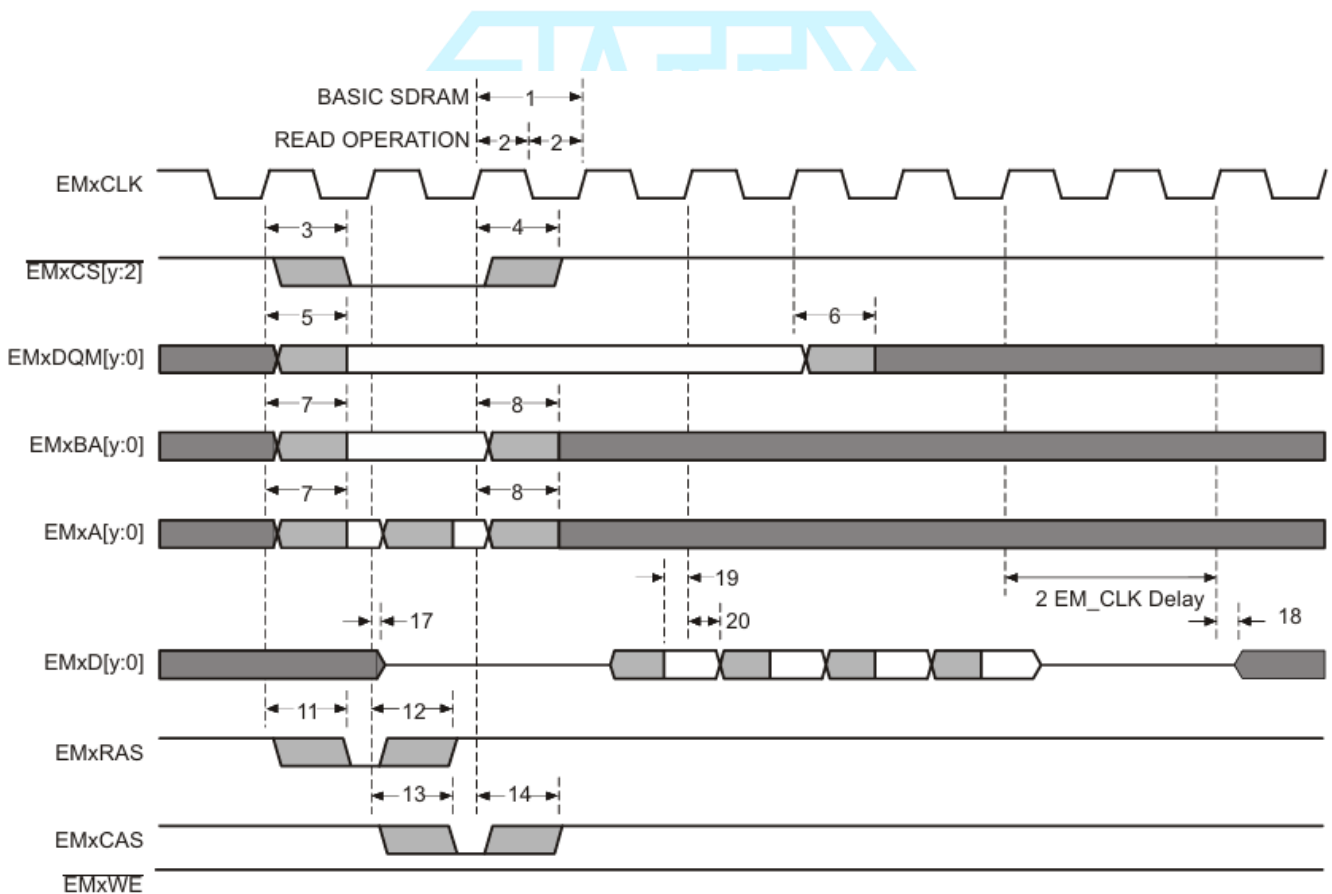 BASIC SDRAM
1
READ OPERATION
2 2
EMxCLK
3 4
EMxCS[y:2]
5 6
EMxDQM[y:0]
7 8
EMxBA[y:0]
7 8
EMxA[y:0]
19
2 EM_CLK Delay
17 20 18
EMxD[y:0]
11 12
EMxRAS
13 14
EMxCAS
EMxWE